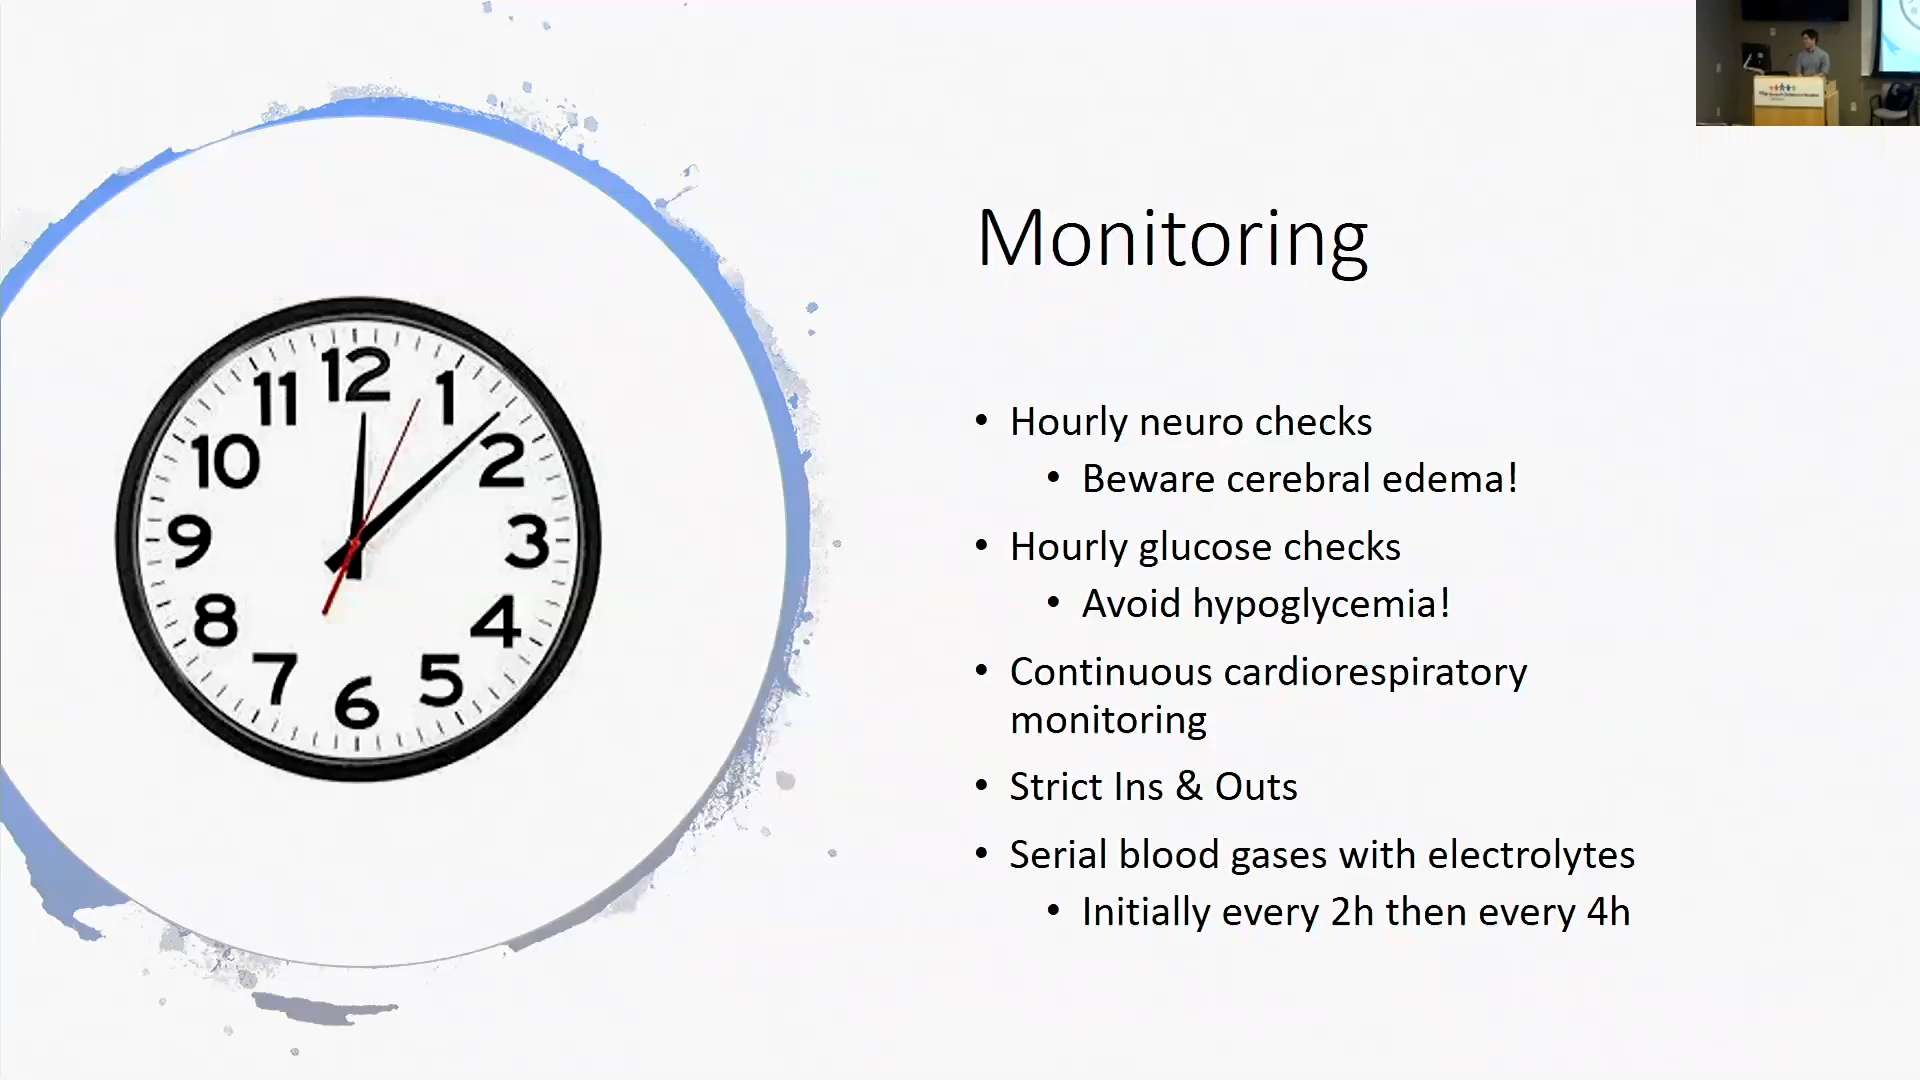 Monitoring
• Hourly neuro checks
• Beware cerebral edema!
• Hourly glucose checks
• Avoid hypoglycemia!
• Continuous cardiorespiratory
monitoring
• Strict Ins & Outs
• Serial blood gases with electrolytes
• Initially every 2h then every 4h
12
1
2
3
4
5
6
7
8
9
10
11